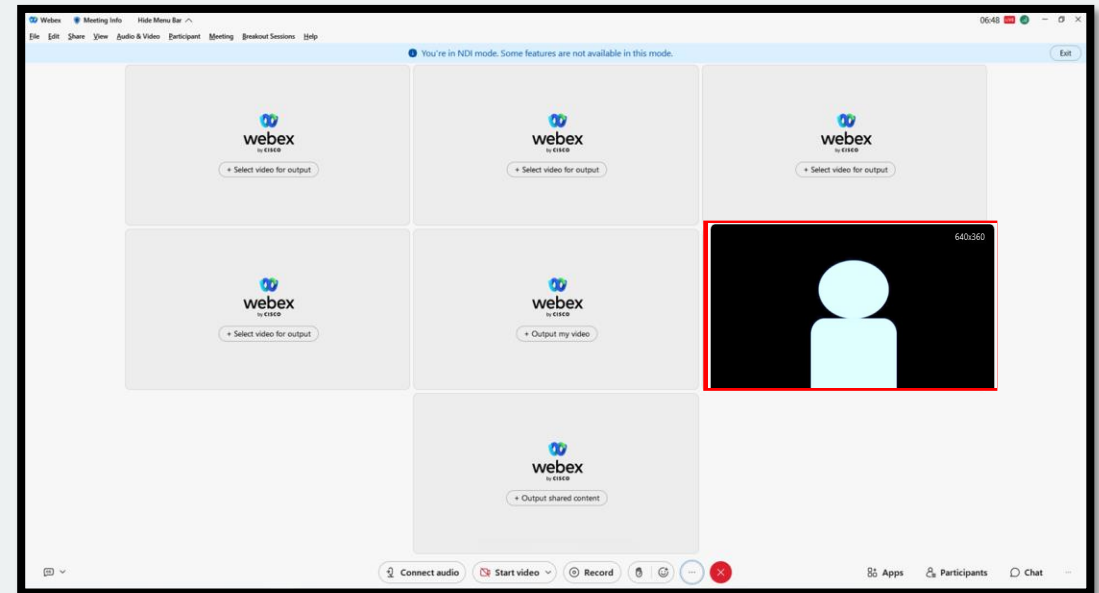 Webex Meeting Info Hide Menu Bar 06:48 LIVE
File Edit Share View Audio & Video Participant Meeting Breakout Sessions Help
You're in NDI mode. Some features are not available in this mode. Exit
webex webex webex
by CISCO by CISCO by CISCO
+ Select video for output + Select video for output + Select video for output
640x360
webex webex
by CISCO by CISCO
+ Select video for output + Output my video
webex
by CISCO
+ Output shared content
Connect audio Start video Record Apps Participants Chat